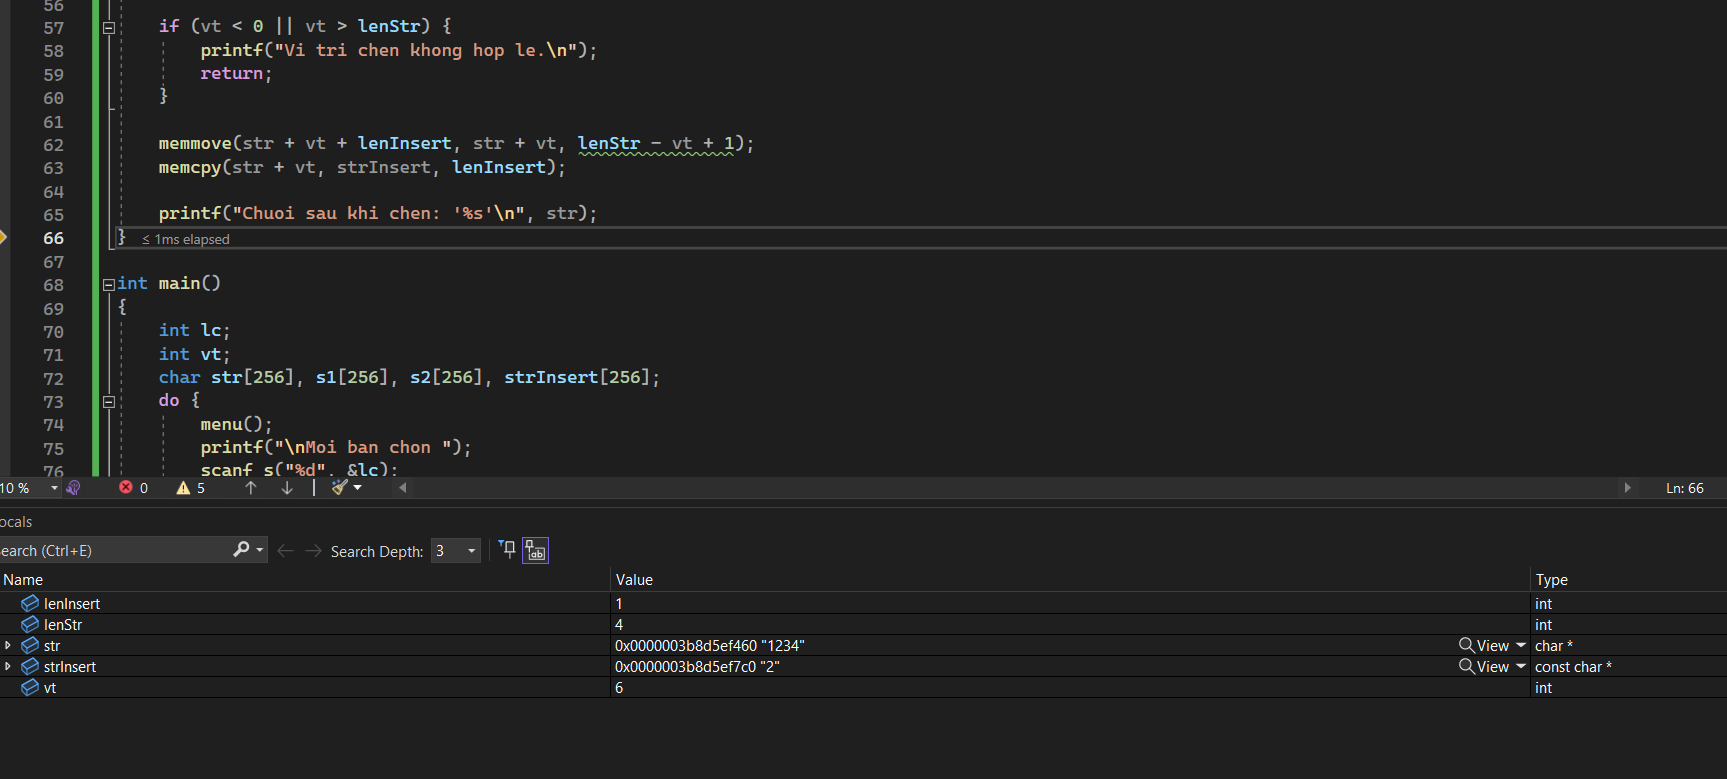 56
57 if (vt < 0 || vt > lenStr) {
58 printf("Vi tri chen khong hop le.\n");
59 return;
60 }
61
62 memmove(str + vt + lenInsert, str + vt, lenStr - vt + 1);
63 memcpy(str + vt, strInsert, lenInsert);
64
65 printf("Chuoi sau khi chen: '%s'\n", str);
66 } ≤ 1ms elapsed
67
68 int main()
69 {
70 int lc;
71 int vt;
72 char str[256], s1[256], s2[256], strInsert[256];
73 do {
74 menu();
75 printf("\nMoi ban chon ");
76 scanf_s("%d", &lc);
10 % 0 5 Ln: 66
ocals
earch (Ctrl+E) Search Depth: 3
Name Value Type
lenInsert 1 int
lenStr 4 int
str 0x0000003b8d5ef460 "1234" View char *
strInsert 0x0000003b8d5ef7c0 "2" View const char *
vt 6 int